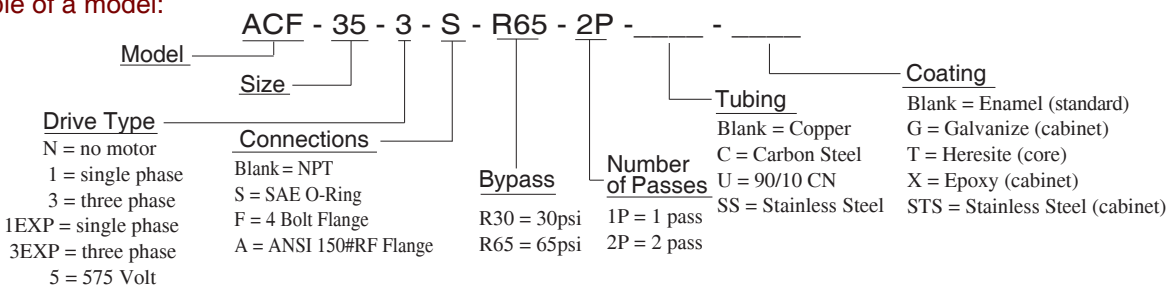 ple of a model:
ACF - 35 - 3 - S - R65 - 2P -____ - ____
Model
Size
Drive Type
N = no motor
1 = single phase
3 = three phase
1EXP = single phase
3EXP = three phase
5 = 575 Volt
Connections
Blank = NPT
S = SAE O-Ring
F = 4 Bolt Flange
A = ANSI 150#RF Flange
Bypass
R30 = 30psi
R65 = 65psi
Number
of Passes
1P = 1 pass
2P = 2 pass
Tubing
Blank = Copper
C = Carbon Steel
U = 90/10 CN
SS = Stainless Steel
Coating
Blank = Enamel (standard)
G = Galvanize (cabinet)
T = Heresite (core)
X = Epoxy (cabinet)
STS = Stainless Steel (cabinet)